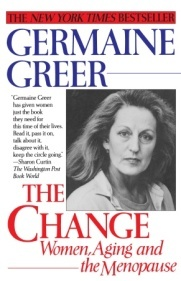 THE NEW YORK TIMES BESTSELLER
GERMAINE
GREER
"Germaine Greer
has given women
just the book
they need for
this time of their lives.
Read it, pass it on,
talk about it,
disagree with it,
keep the circle going."
—Sharon Curtin
The Washington Post
Book World
THE
CHANGE
Women, Aging and
the Menopause